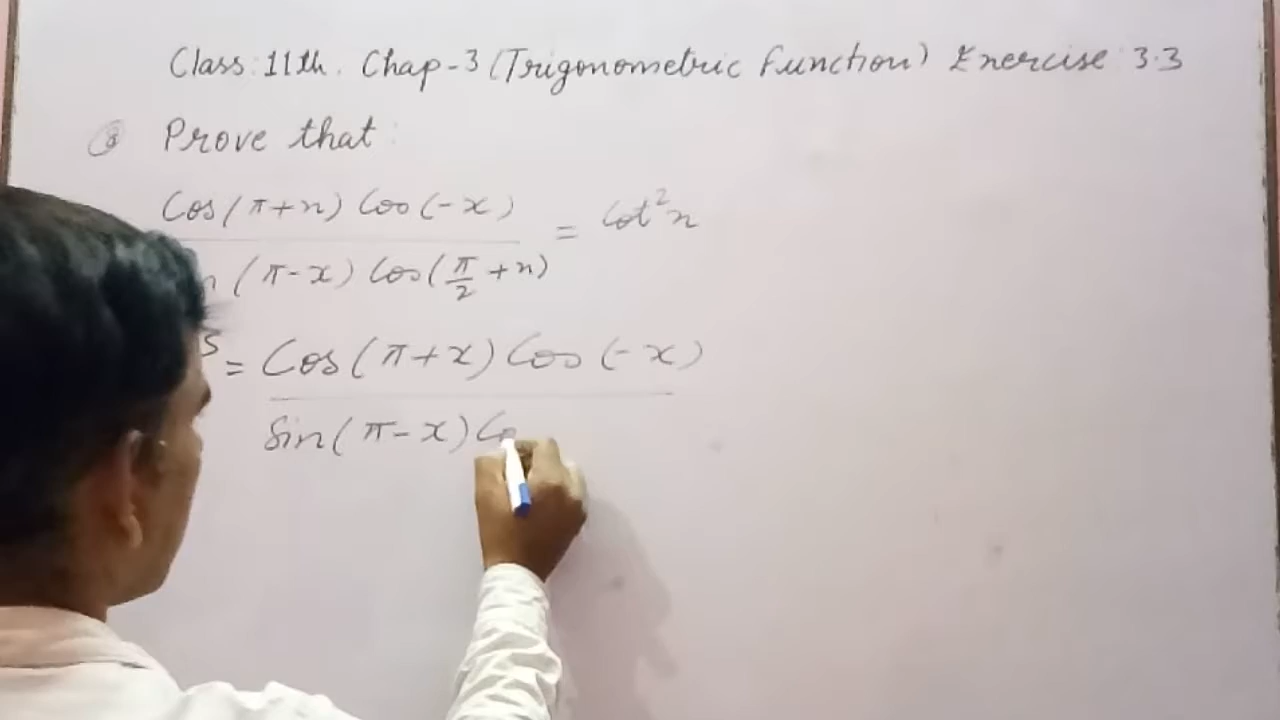 Class: 11th. Chap-3 (Trigonometric function) Exercise: 3.3
8 Prove that:
Cos(π+x) Cos(-x)
= Cot²x
(π-x) Cos(π/2 +x)
= Cos(π+x) Cos(-x)
Sin(π-x) Co